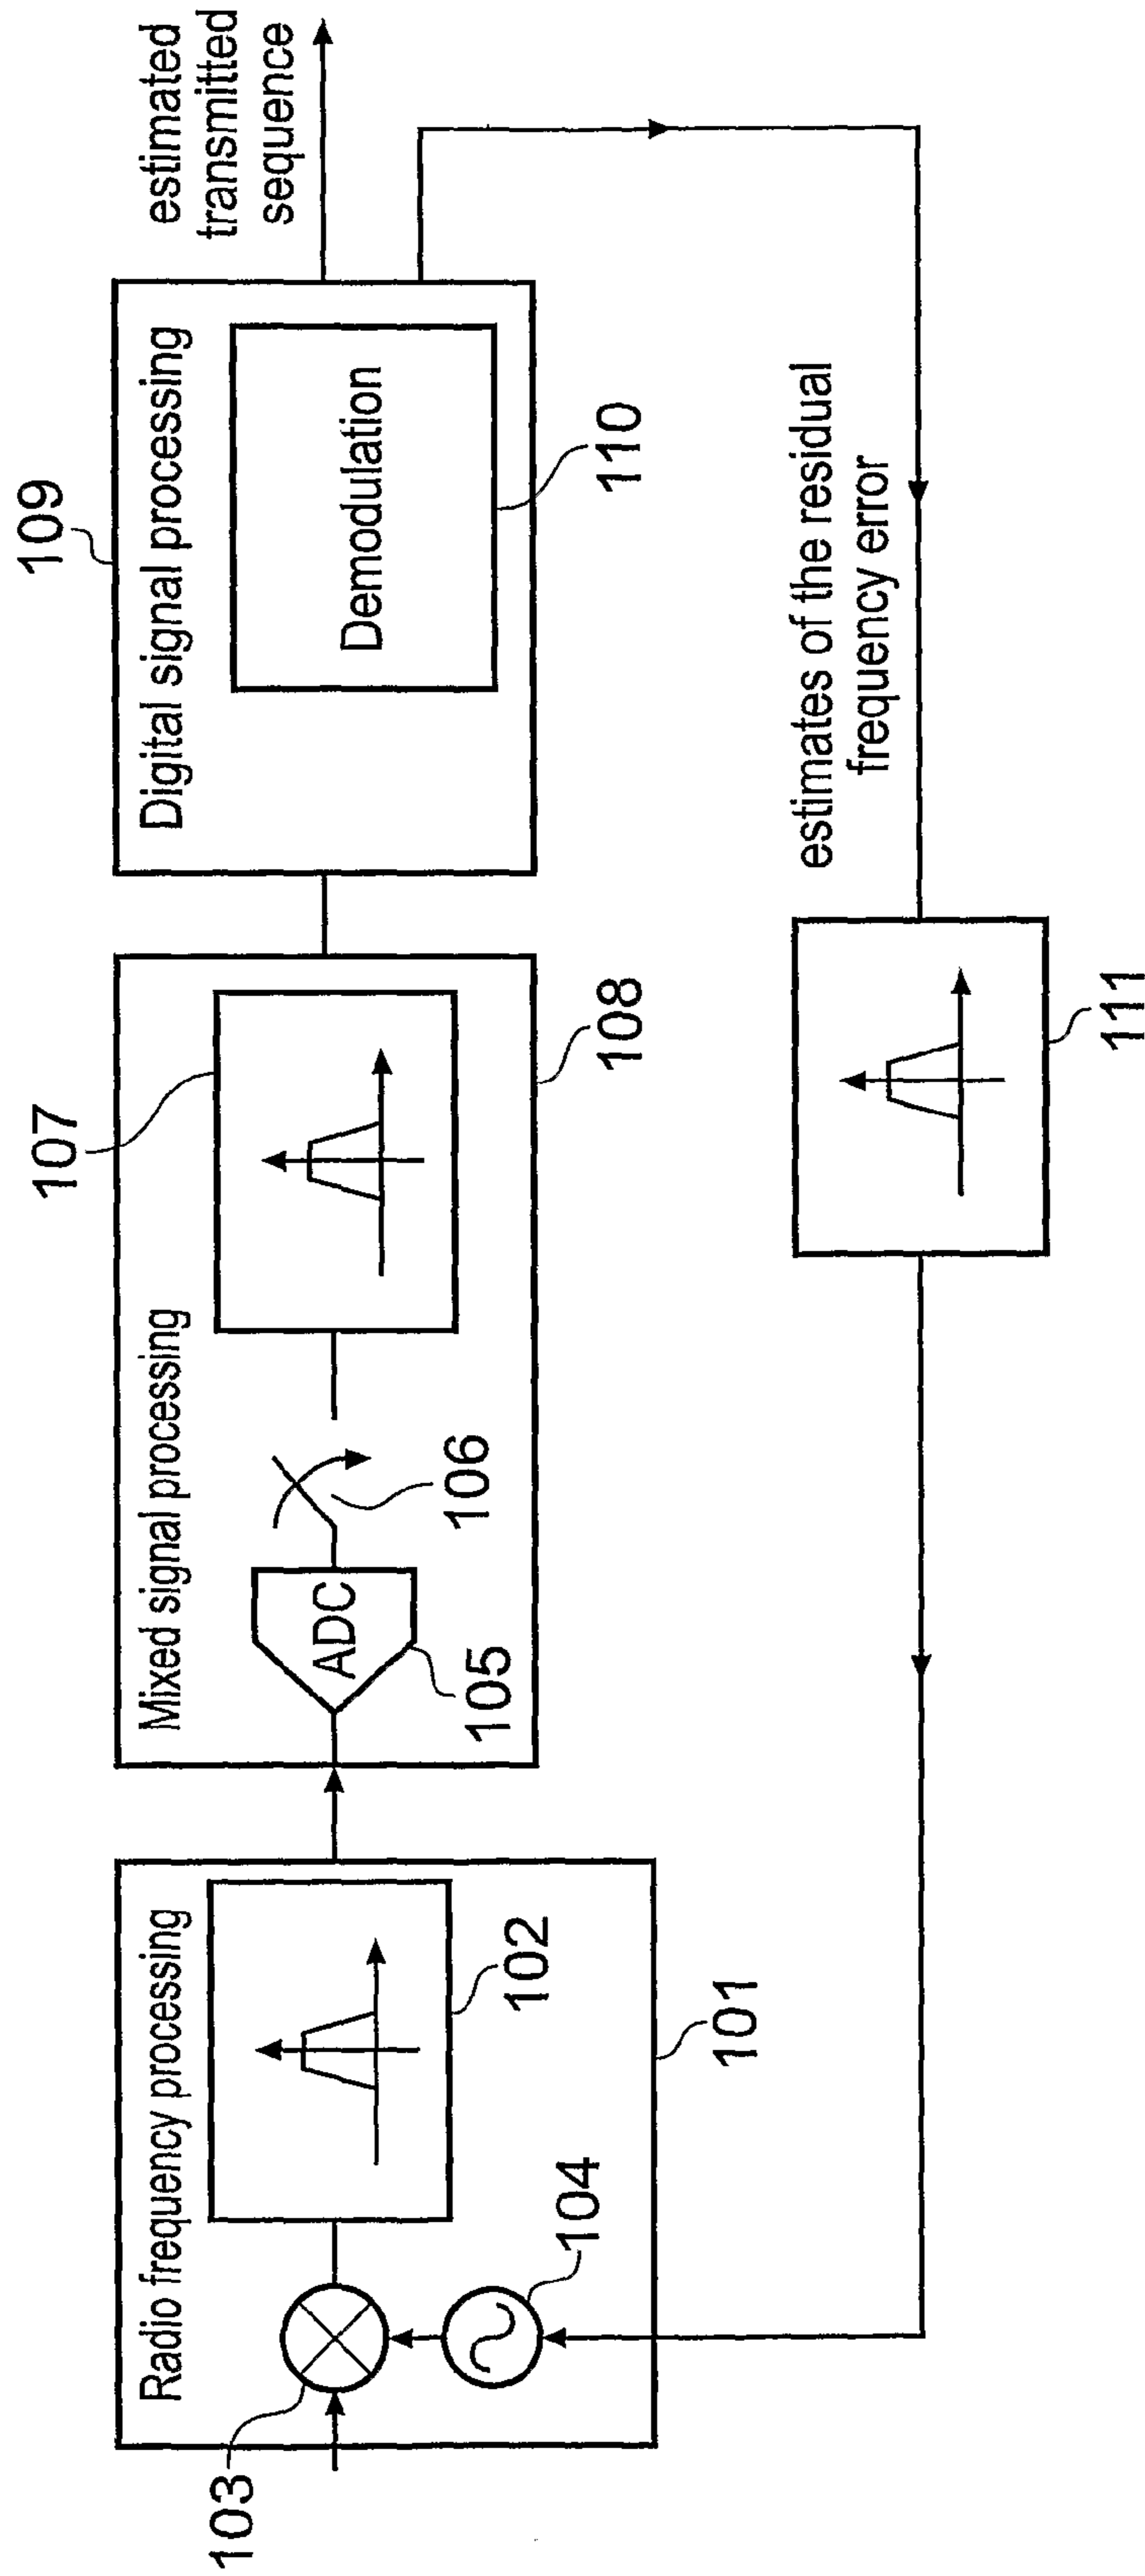 Radio frequency processing
103
104
102
101
Mixed signal processing
ADC
105
106
107
108
Digital signal processing
109
Demodulation
110
estimated
transmitted
sequence
estimates of the residual
frequency error
111